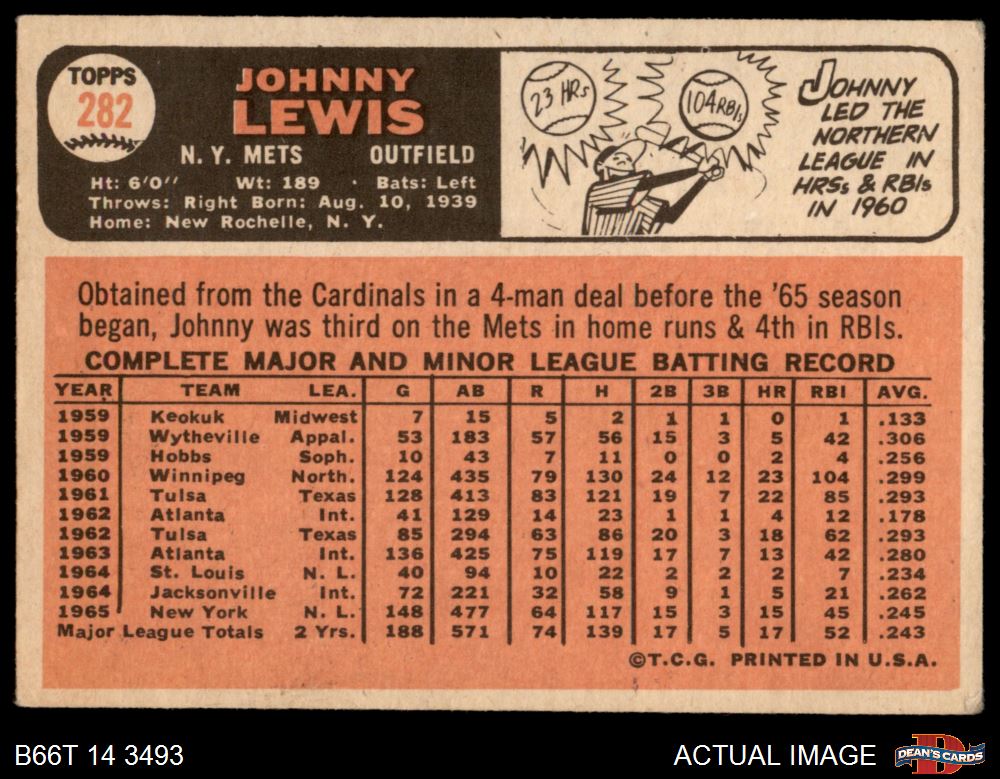 TOPPS
282
JOHNNY
LEWIS
N. Y. METS OUTFIELD
Ht: 6'0'' Wt: 189 · Bats: Left
Throws: Right Born: Aug. 10, 1939
Home: New Rochelle, N. Y.
23 HRs
104 RBIs
JOHNNY
LED THE
NORTHERN
LEAGUE IN
HRSs & RBIs
IN 1960
Obtained from the Cardinals in a 4-man deal before the '65 season
began, Johnny was third on the Mets in home runs & 4th in RBIs.
COMPLETE MAJOR AND MINOR LEAGUE BATTING RECORD
YEAR TEAM LEA. G AB R H 2B 3B HR RBI AVG.
1959 Keokuk Midwest 7 15 5 2 1 1 0 1 .133
1959 Wytheville Appal. 53 183 57 56 15 3 5 42 .306
1959 Hobbs Soph. 10 43 7 11 0 0 2 4 .256
1960 Winnipeg North. 124 435 79 130 24 12 23 104 .299
1961 Tulsa Texas 128 413 83 121 19 7 22 85 .293
1962 Atlanta Int. 41 129 14 23 1 1 4 12 .178
1962 Tulsa Texas 85 294 63 86 20 3 18 62 .293
1963 Atlanta Int. 136 425 75 119 17 7 13 42 .280
1964 St. Louis N. L. 40 94 10 22 2 2 2 7 .234
1964 Jacksonville Int. 72 221 32 58 9 1 5 21 .262
1965 New York N. L. 148 477 64 117 15 3 15 45 .245
Major League Totals 2 Yrs. 188 571 74 139 17 5 17 52 .243
©T.C.G. PRINTED IN U.S.A.
B66T 14 3493 ACTUAL IMAGE DEAN'S CARDS